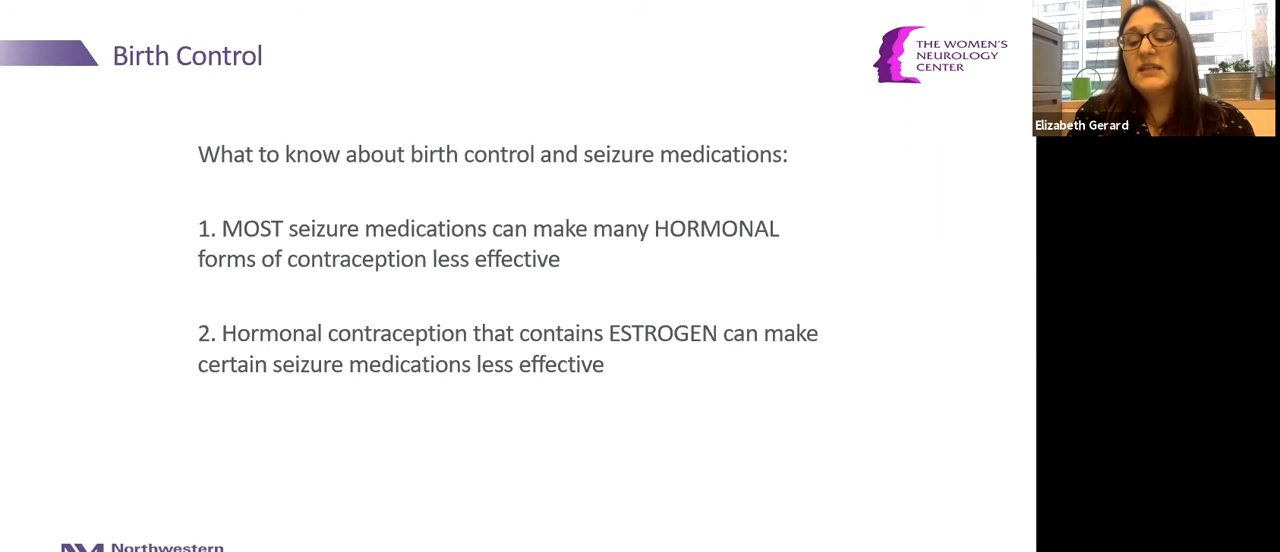 Birth Control
THE WOMEN'S
NEUROLOGY
CENTER
Elizabeth Gerard
What to know about birth control and seizure medications:
1. MOST seizure medications can make many HORMONAL
forms of contraception less effective
2. Hormonal contraception that contains ESTROGEN can make
certain seizure medications less effective
Northwestern